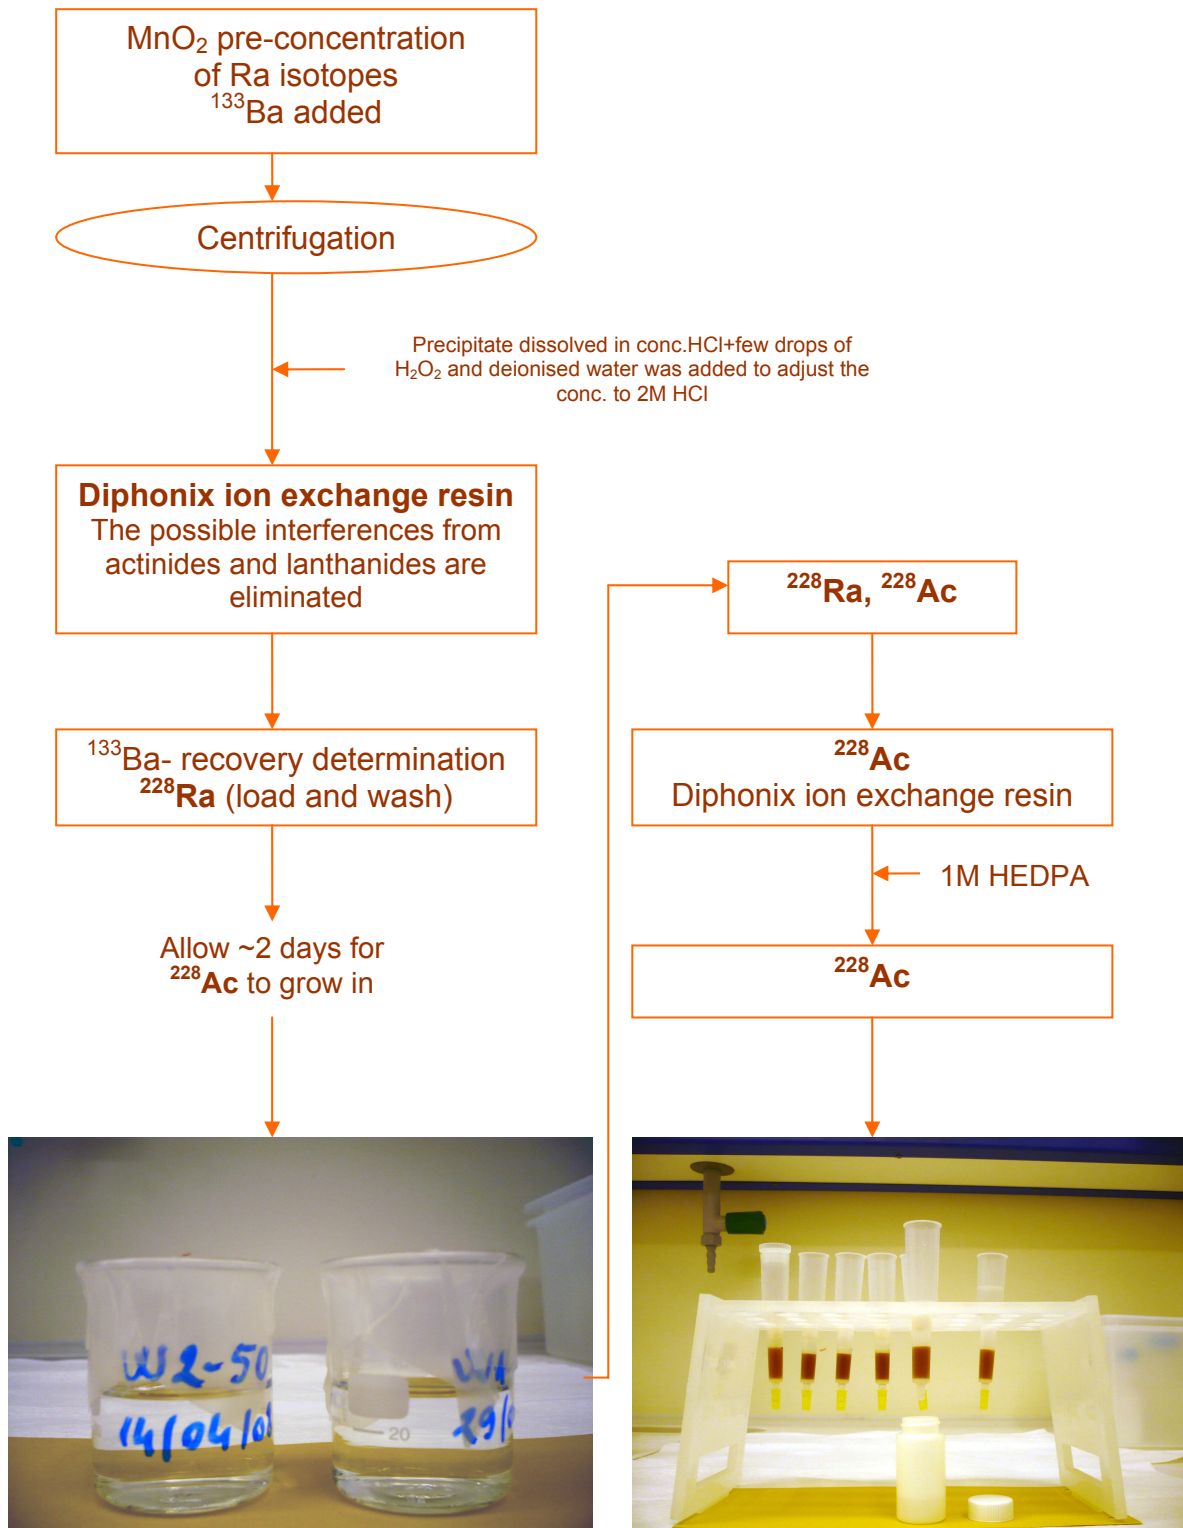 MnO₂ pre-concentration
of Ra isotopes
¹³³Ba added
Centrifugation
Precipitate dissolved in conc.HCl+few drops of
H₂O₂ and deionised water was added to adjust the
conc. to 2M HCl
Diphonix ion exchange resin
The possible interferences from
actinides and lanthanides are
eliminated
¹³³Ba- recovery determination
²²⁸Ra (load and wash)
Allow ~2 days for
²²⁸Ac to grow in
W2-50
14/04/08
29/0
20
²²⁸Ra, ²²⁸Ac
²²⁸Ac
Diphonix ion exchange resin
1M HEDPA
²²⁸Ac